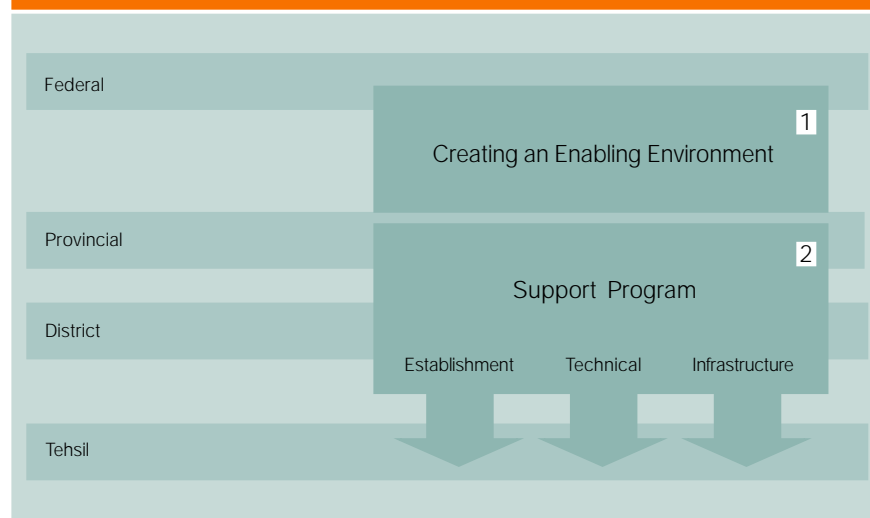 Federal
1
Creating an Enabling Environment
Provincial
2
Support Program
District
Establishment Technical Infrastructure
Tehsil